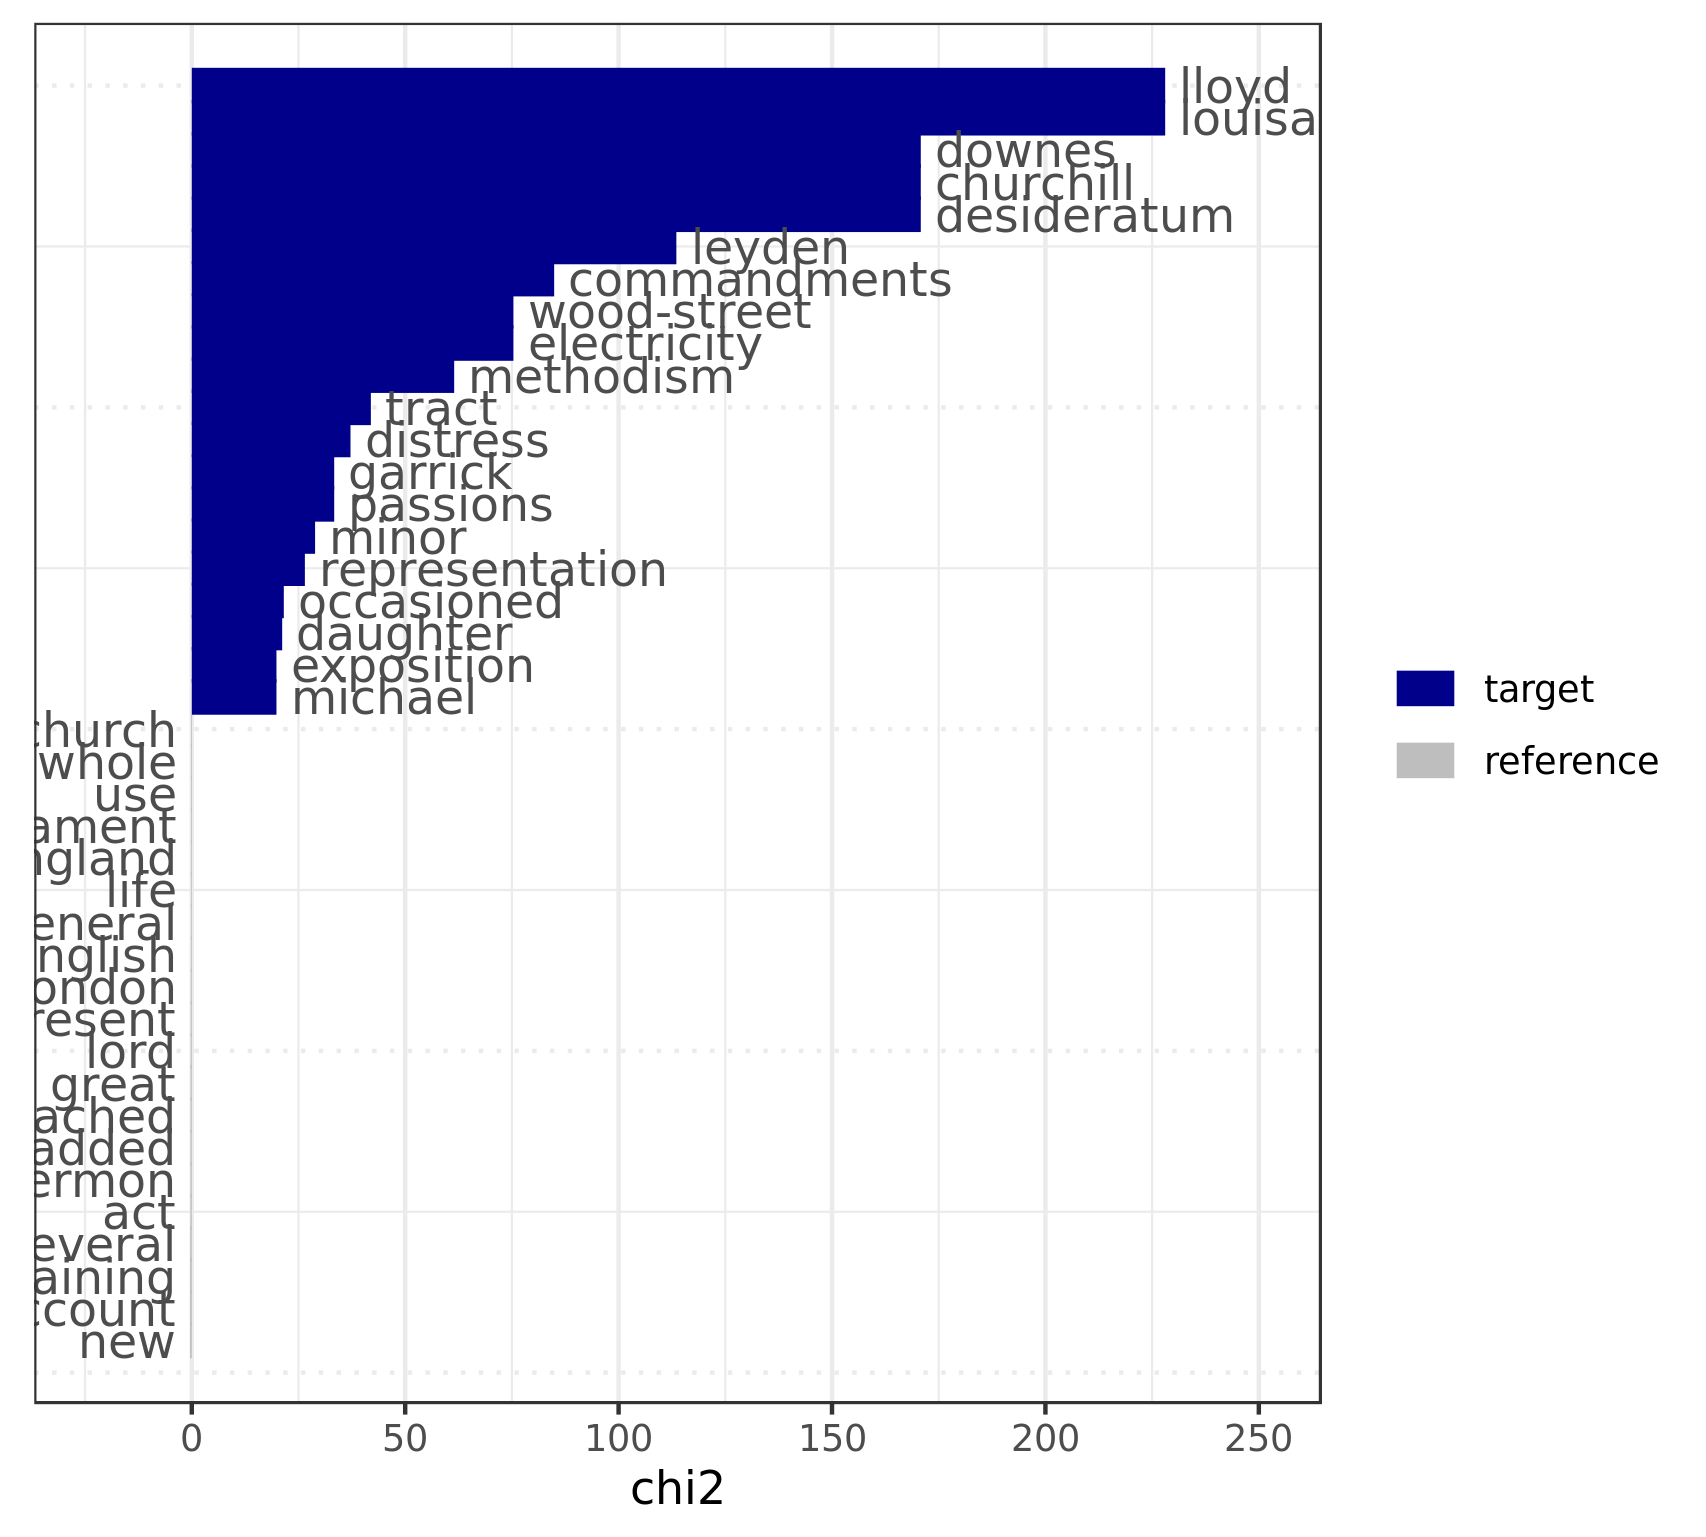 lloyd
louisa
downes
churchill
desideratum
leyden
commandments
wood-street
electricity
methodism
tract
distress
garrick
passions
minor
representation
occasioned
daughter
exposition
michael
church
whole
use
ament
ngland
life
eneral
nglish
ondon
resent
lord
great
ached
added
ermon
act
everal
aining
ccount
new
target
reference
0 50 100 150 200 250
chi2